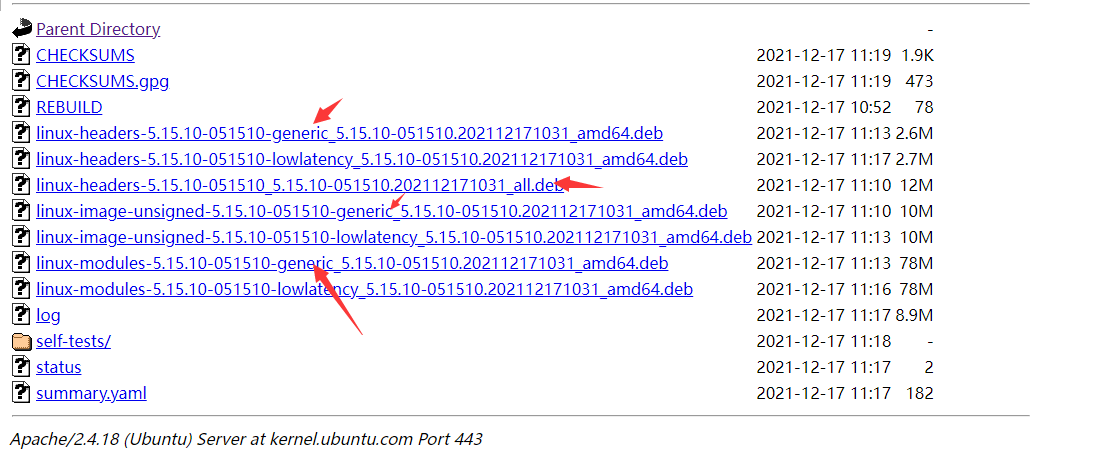 Parent Directory -
CHECKSUMS 2021-12-17 11:19 1.9K
CHECKSUMS.gpg 2021-12-17 11:19 473
REBUILD 2021-12-17 10:52 78
linux-headers-5.15.10-051510-generic_5.15.10-051510.202112171031_amd64.deb 2021-12-17 11:13 2.6M
linux-headers-5.15.10-051510-lowlatency_5.15.10-051510.202112171031_amd64.deb 2021-12-17 11:17 2.7M
linux-headers-5.15.10-051510_5.15.10-051510.202112171031_all.deb 2021-12-17 11:10 12M
linux-image-unsigned-5.15.10-051510-generic_5.15.10-051510.202112171031_amd64.deb 2021-12-17 11:10 10M
linux-image-unsigned-5.15.10-051510-lowlatency_5.15.10-051510.202112171031_amd64.deb 2021-12-17 11:13 10M
linux-modules-5.15.10-051510-generic_5.15.10-051510.202112171031_amd64.deb 2021-12-17 11:13 78M
linux-modules-5.15.10-051510-lowlatency_5.15.10-051510.202112171031_amd64.deb 2021-12-17 11:16 78M
log 2021-12-17 11:17 8.9M
self-tests/ 2021-12-17 11:18 -
status 2021-12-17 11:17 2
summary.yaml 2021-12-17 11:17 182
Apache/2.4.18 (Ubuntu) Server at kernel.ubuntu.com Port 443